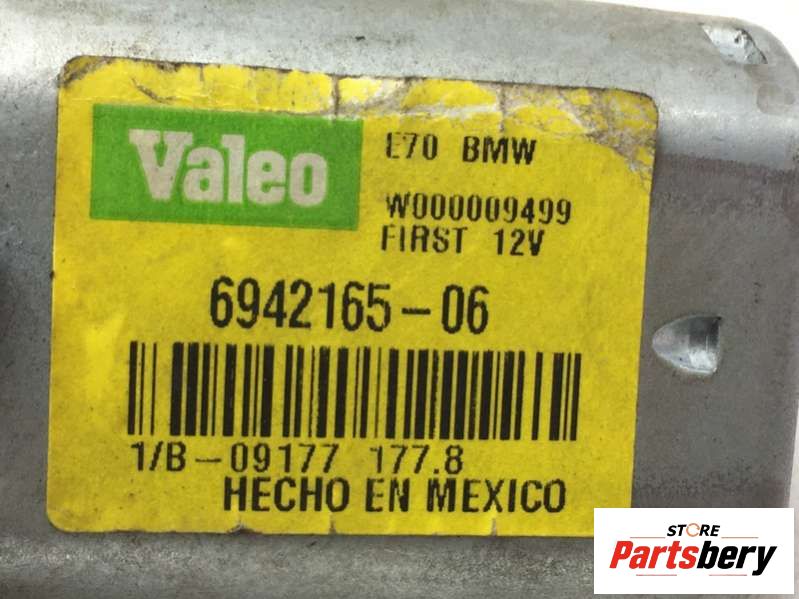 Valeo
E70 BMW
W000009499
FIRST 12V
6942165-06
1/B-09177 177.8
HECHO EN MEXICO
STORE
Partsbery